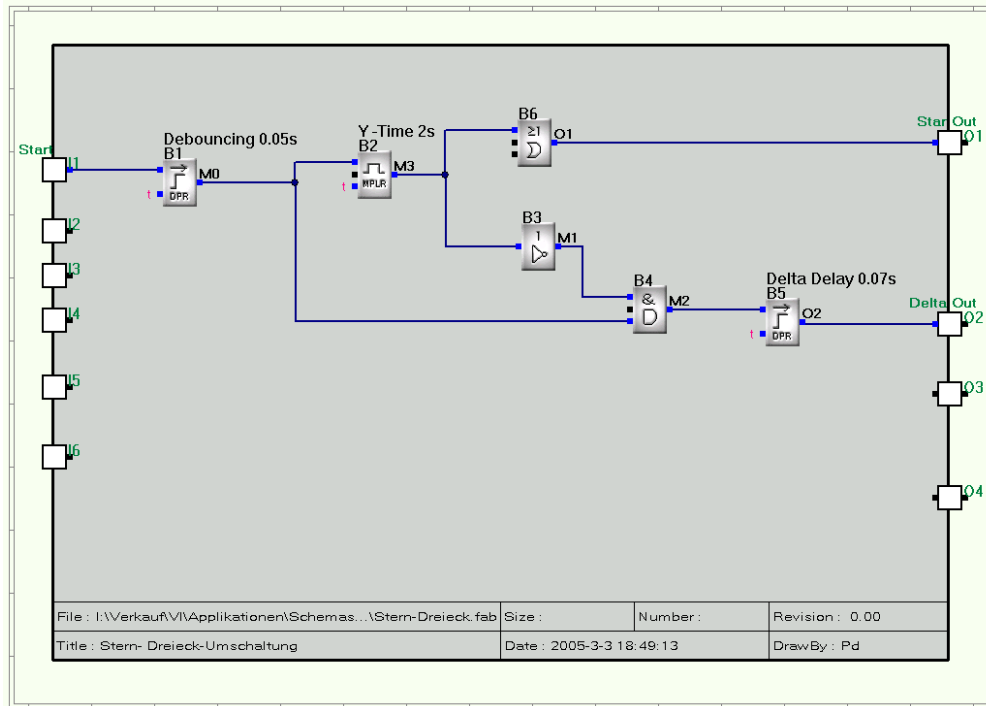 B6
Debouncing 0.05s
Y -Time 2s
≥1
O1
Star Out
O1
Start
B1
B2
I1
M0
M3
t
DPR
t
MPLR
B3
I2
1
M1
I3
B4
Delta Delay 0.07s
&
M2
B5
Delta Out
I4
O2
O2
t
DPR
I5
O3
I6
O4
File : I:\Verkauf\VI\Applikationen\Schemas...\Stern-Dreieck.fab
Size :
Number :
Revision : 0.00
Title : Stern- Dreieck-Umschaltung
Date : 2005-3-3 18:49:13
DrawBy : Pd